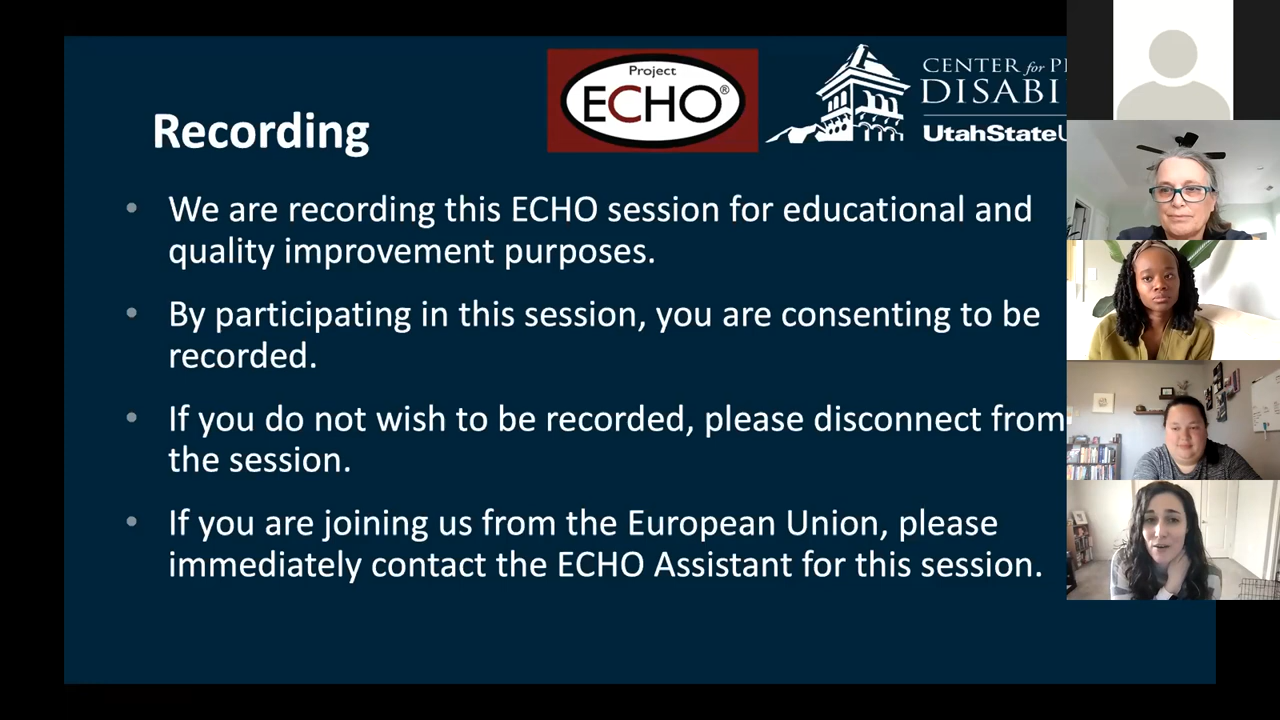 Project
ECHO®
CENTER for
DISABI
UtahState
Recording
• We are recording this ECHO session for educational and
quality improvement purposes.
• By participating in this session, you are consenting to be
recorded.
• If you do not wish to be recorded, please disconnect from
the session.
• If you are joining us from the European Union, please
immediately contact the ECHO Assistant for this session.